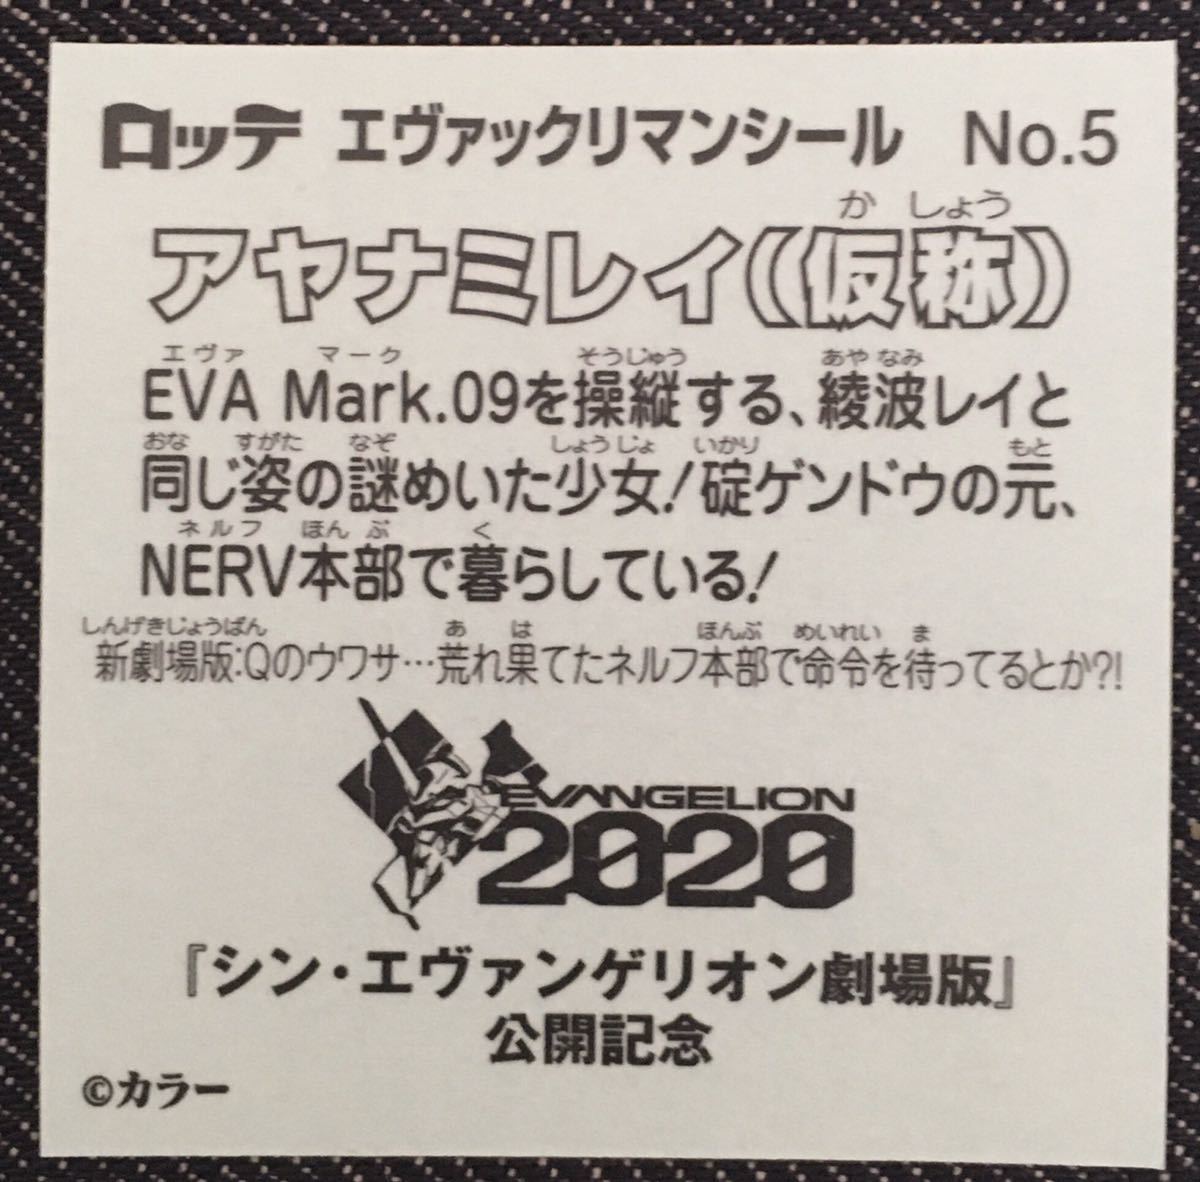 ロッテ エヴァックリマンシール No.5
か しょう
アヤナミレイ(仮称)
エヴァ マーク そうじゅう あやなみ
EVA Mark.09を操縦する、綾波レイと
おな すがた なぞ しょうじょ いかり もと
同じ姿の謎めいた少女!碇ゲンドウの元、
ネルフ ほんぶ く
NERV本部で暮らしている!
しんげきじょうばん あ は ほんぶ めいれい ま
新劇場版:Qのウワサ…荒れ果てたネルフ本部で命令を待ってるとか?!
EVANGELION
2020
『シン・エヴァンゲリオン劇場版』
公開記念
©カラー